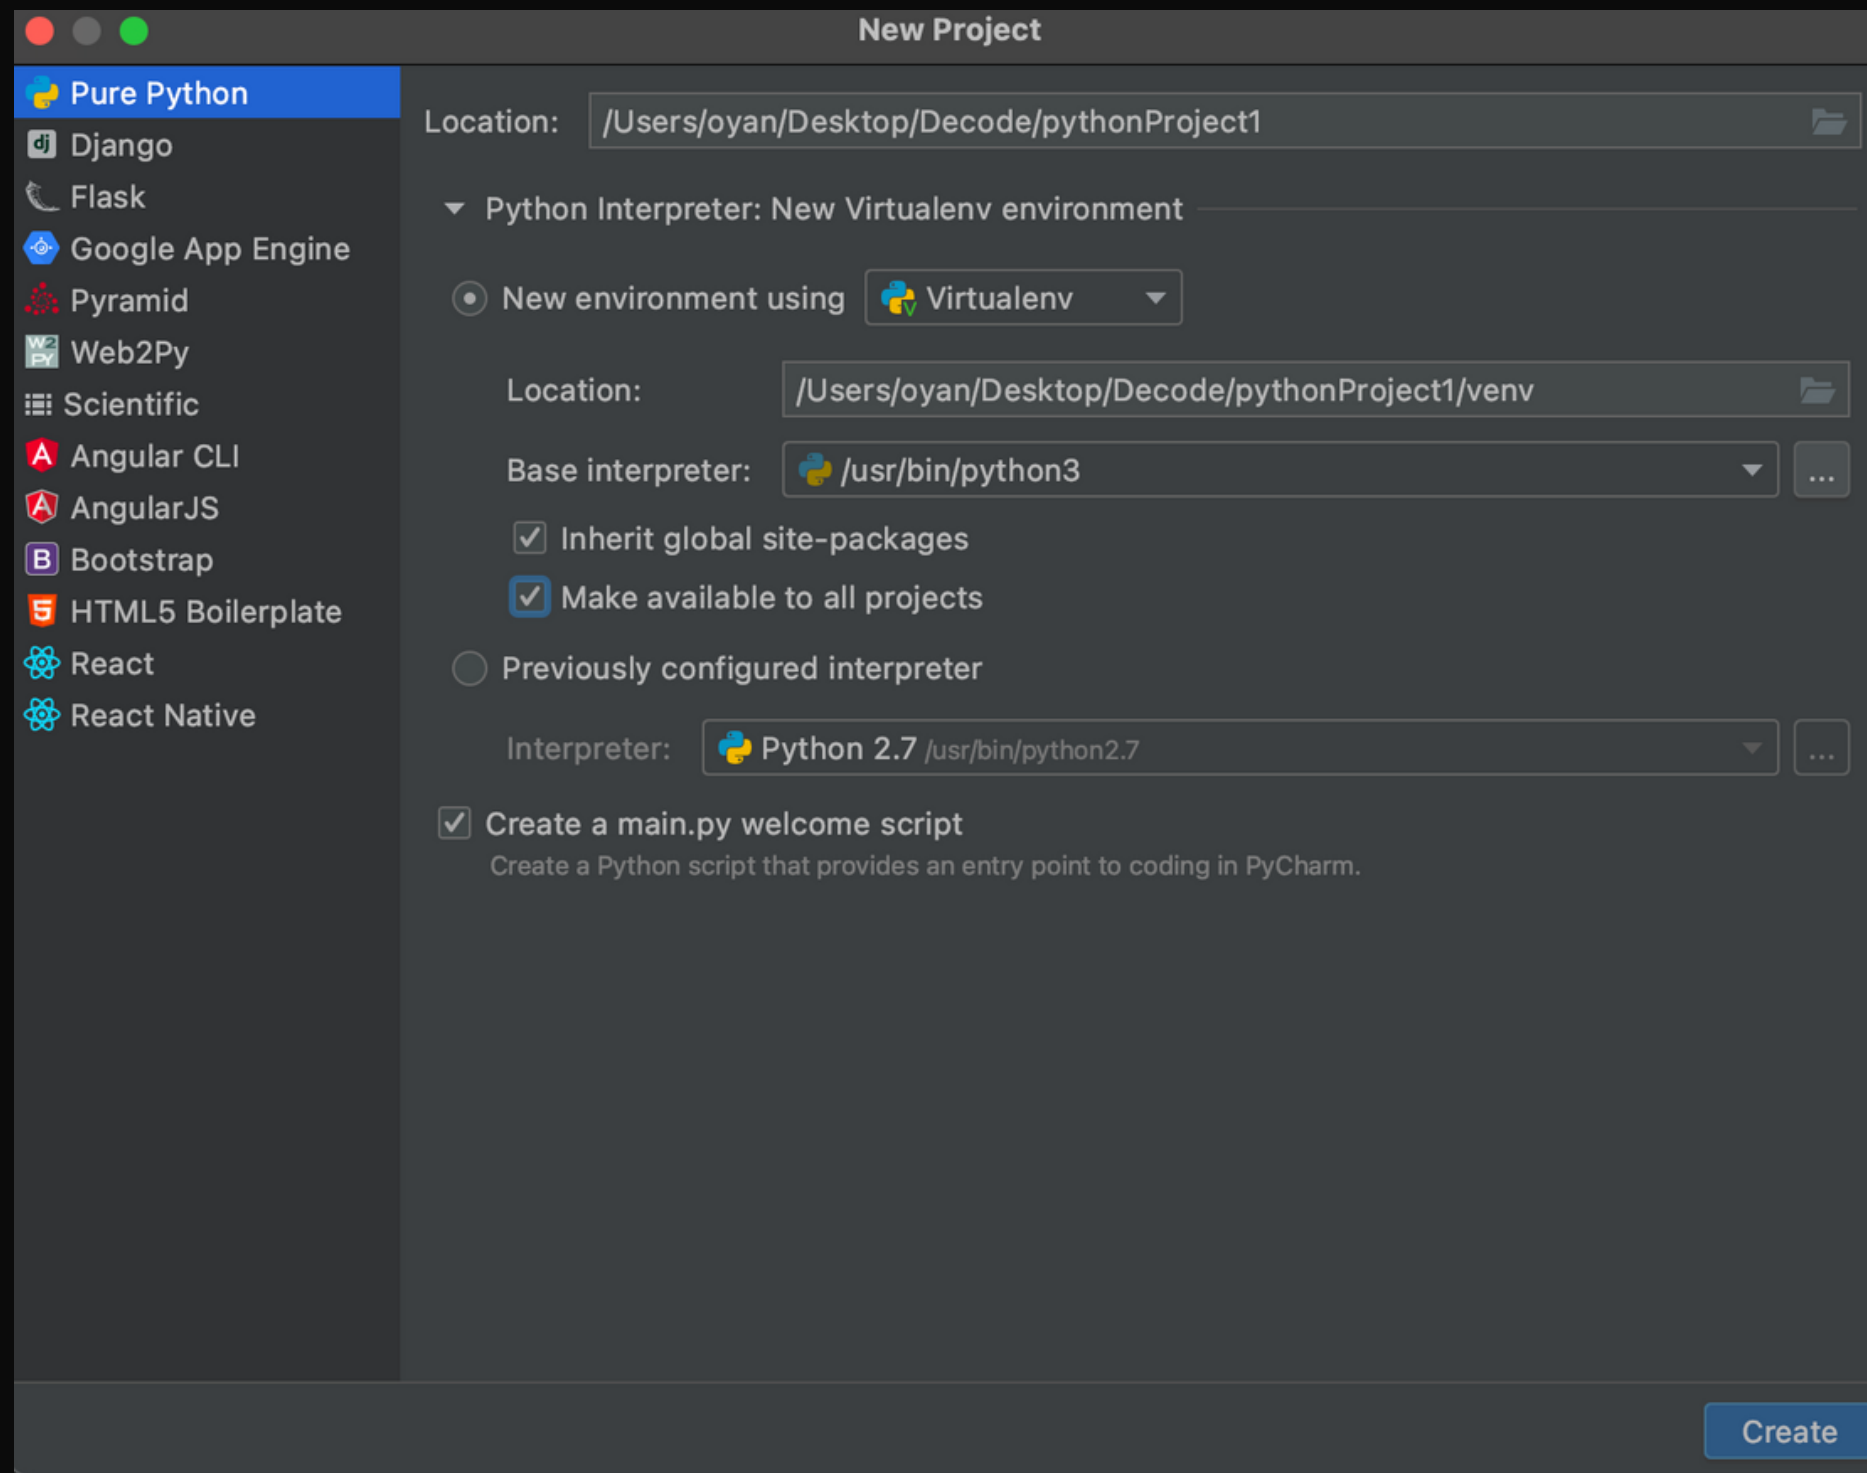 New Project
Pure Python
Django
Flask
Google App Engine
Pyramid
Web2Py
Scientific
Angular CLI
AngularJS
Bootstrap
HTML5 Boilerplate
React
React Native
Location: /Users/oyan/Desktop/Decode/pythonProject1
Python Interpreter: New Virtualenv environment
New environment using Virtualenv
Location: /Users/oyan/Desktop/Decode/pythonProject1/venv
Base interpreter: /usr/bin/python3 ...
Inherit global site-packages
Make available to all projects
Previously configured interpreter
Interpreter: Python 2.7 /usr/bin/python2.7 ...
Create a main.py welcome script
Create a Python script that provides an entry point to coding in PyCharm.
Create